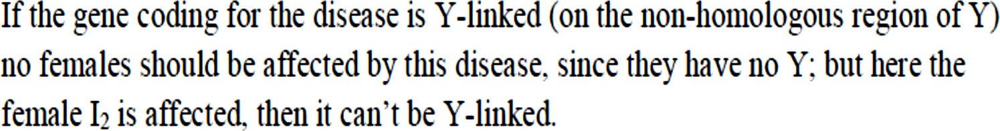 If the gene coding for the disease is Y-linked (on the non-homologous region of Y)
no females should be affected by this disease, since they have no Y; but here the
female I₂ is affected, then it can’t be Y-linked.